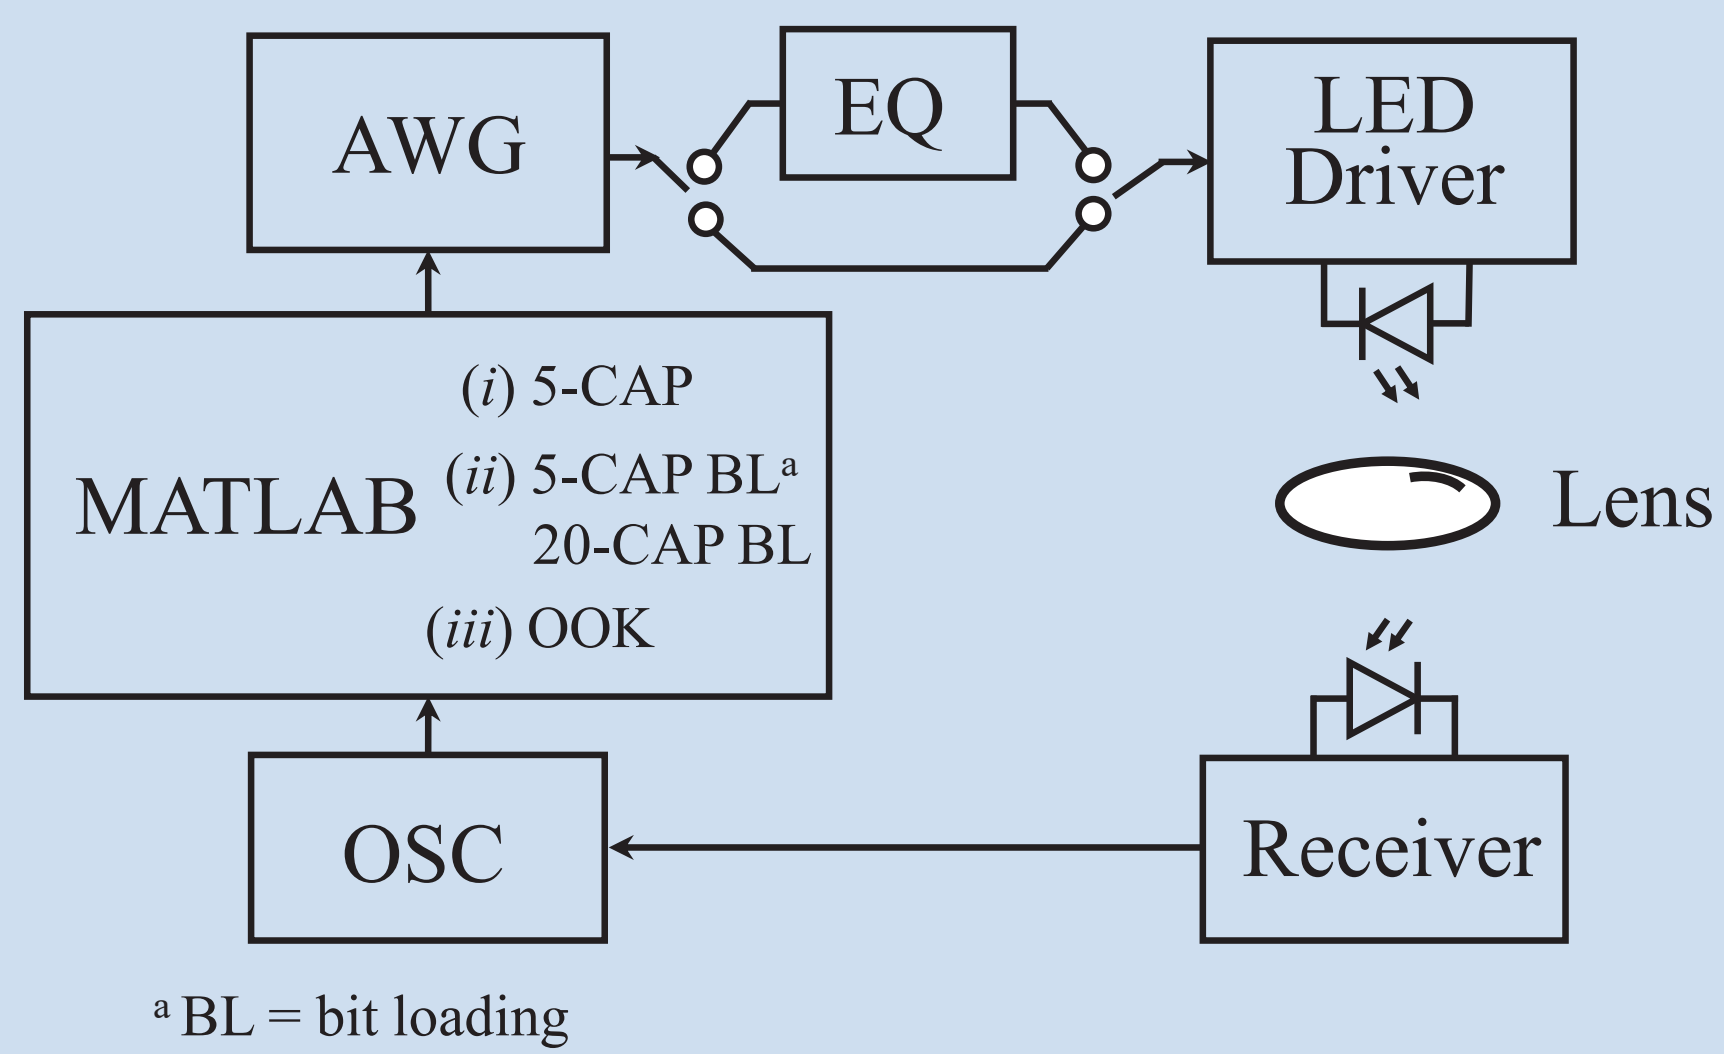 AWG
EQ
LED
Driver
MATLAB
(i) 5-CAP
(ii) 5-CAP BLᵃ
20-CAP BL
(iii) OOK
Lens
OSC
Receiver
ᵃ BL = bit loading